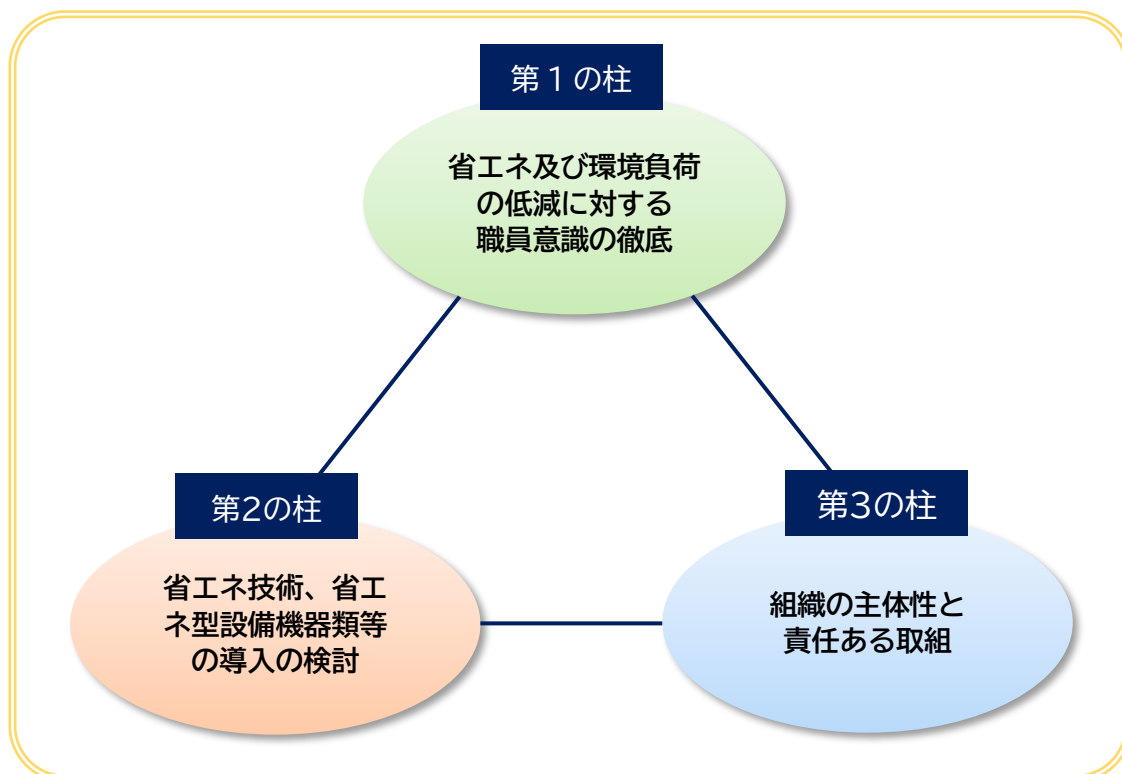 第1の柱
省エネ及び環境負荷
の低減に対する
職員意識の徹底
第2の柱
省エネ技術、省エ
ネ型設備機器類等
の導入の検討
第3の柱
組織の主体性と
責任ある取組